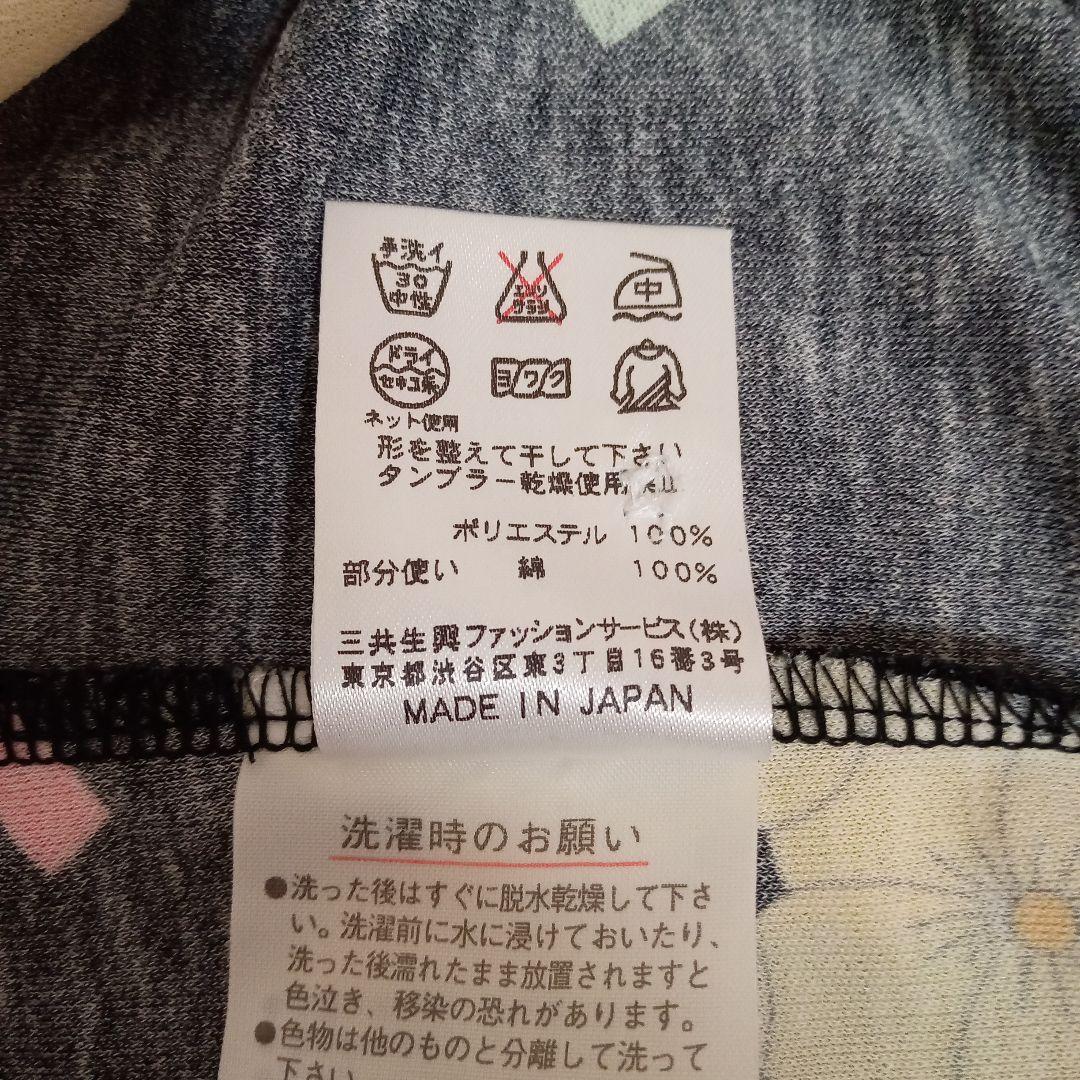 手洗イ
30
中性
エンソ
サラシ
中
ドライ
セキユ系
ヨワク
ネット使用
形を整えて干して下さい
タンブラー乾燥使用
ポリエステル 100%
部分使い 綿 100%
三共生興ファッションサービス(株)
東京都渋谷区東3丁目16番3号
MADE IN JAPAN
洗濯時のお願い
●洗った後はすぐに脱水乾燥して下さ
い。洗濯前に水に浸けておいたり、
洗った後濡れたまま放置されますと
色泣き、移染の恐れがあります。
●色物は他のものと分離して洗って
下さい